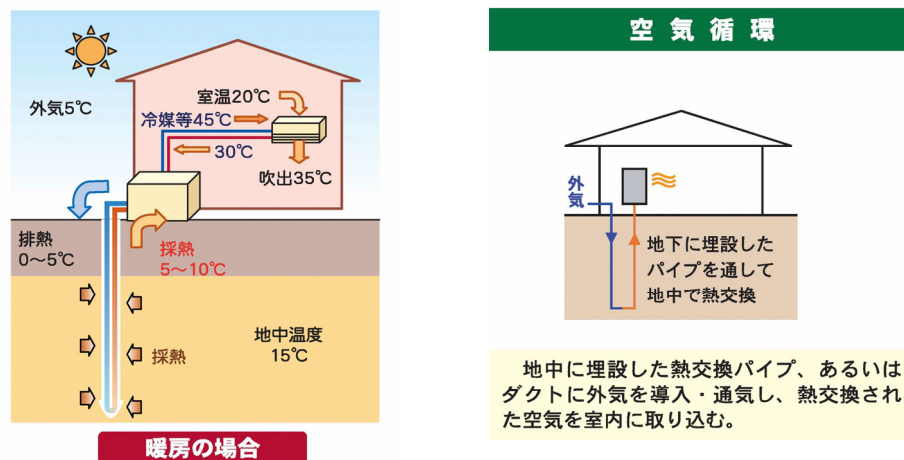 外気5℃
室温20℃
冷媒等45℃
30℃
吹出35℃
排熱
0～5℃
採熱
5～10℃
採熱
地中温度
15℃
暖房の場合
空気循環
外気
地下に埋設した
パイプを通して
地中で熱交換
地中に埋設した熱交換パイプ、あるいは
ダクトに外気を導入・通気し、熱交換され
た空気を室内に取り込む。